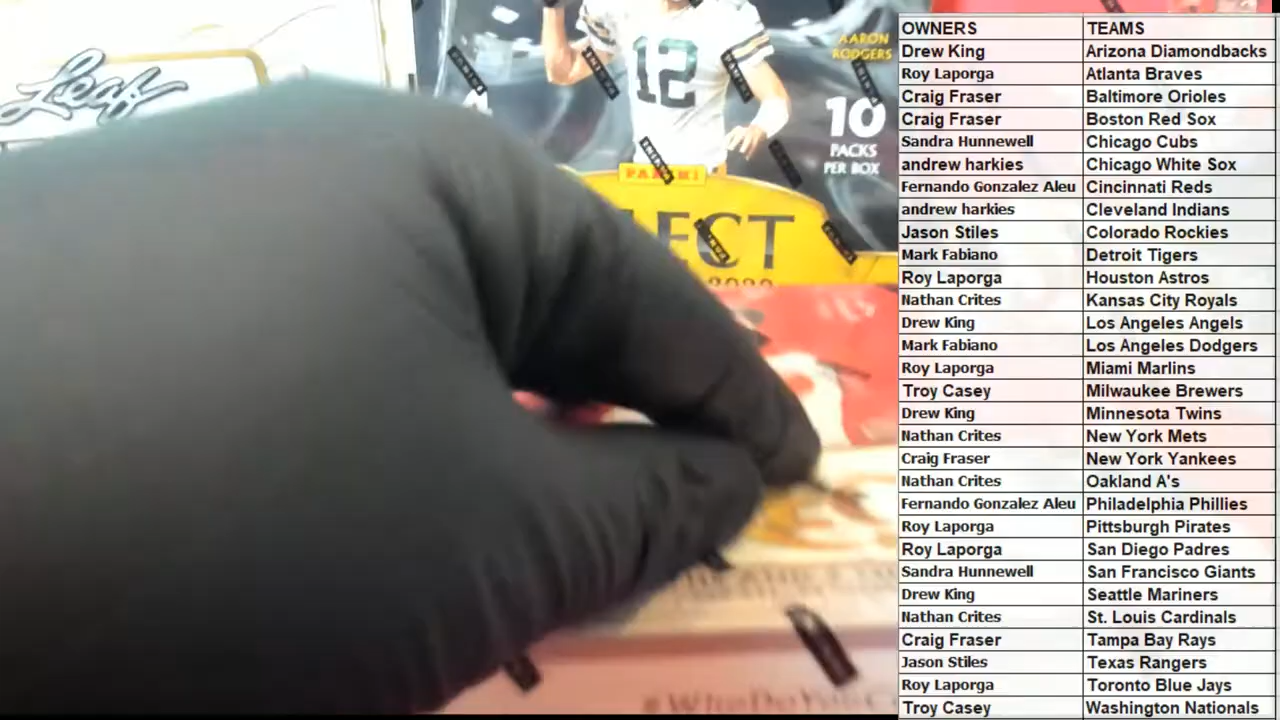 Leaf
12
AARON
RODGERS
10
PACKS
PER BOX
PANINI
LECT
OWNERS TEAMS
Drew King Arizona Diamondbacks
Roy Laporga Atlanta Braves
Craig Fraser Baltimore Orioles
Craig Fraser Boston Red Sox
Sandra Hunnewell Chicago Cubs
andrew harkies Chicago White Sox
Fernando Gonzalez Aleu Cincinnati Reds
andrew harkies Cleveland Indians
Jason Stiles Colorado Rockies
Mark Fabiano Detroit Tigers
Roy Laporga Houston Astros
Nathan Crites Kansas City Royals
Drew King Los Angeles Angels
Mark Fabiano Los Angeles Dodgers
Roy Laporga Miami Marlins
Troy Casey Milwaukee Brewers
Drew King Minnesota Twins
Nathan Crites New York Mets
Craig Fraser New York Yankees
Nathan Crites Oakland A's
Fernando Gonzalez Aleu Philadelphia Phillies
Roy Laporga Pittsburgh Pirates
Roy Laporga San Diego Padres
Sandra Hunnewell San Francisco Giants
Drew King Seattle Mariners
Nathan Crites St. Louis Cardinals
Craig Fraser Tampa Bay Rays
Jason Stiles Texas Rangers
Roy Laporga Toronto Blue Jays
Troy Casey Washington Nationals